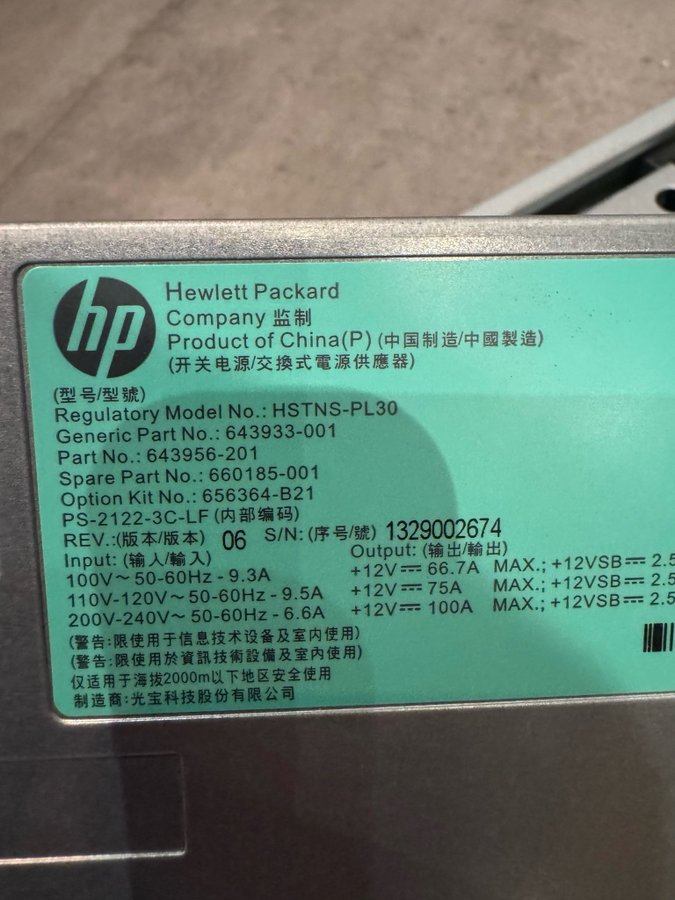 hp
Hewlett Packard
Company 监制
Product of China(P) (中国制造/中國製造)
(开关电源/交換式電源供應器)
(型号/型號)
Regulatory Model No.: HSTNS-PL30
Generic Part No.: 643933-001
Part No.: 643956-201
Spare Part No.: 660185-001
Option Kit No.: 656364-B21
PS-2122-3C-LF (内部编码)
REV.:(版本/版本) 06 S/N: (序号/號) 1329002674
Input: (输入/輸入) Output: (输出/輸出)
100V～50-60Hz - 9.3A +12V⎓ 66.7A MAX.; +12VSB⎓ 2.5
110V-120V～50-60Hz - 9.5A +12V⎓ 75A MAX.; +12VSB⎓ 2.5
200V-240V～50-60Hz - 6.6A +12V⎓ 100A MAX.; +12VSB⎓ 2.5
(警告:限使用于信息技术设备及室内使用)
(警告:限使用於資訊技術設備及室内使用)
仅适用于海拔2000m以下地区安全使用
制造商:光宝科技股份有限公司